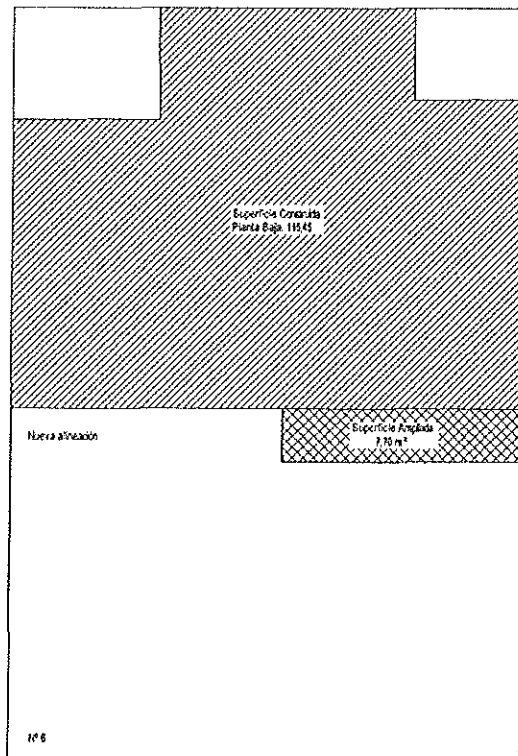 Superficie Construida
Planta Baja: 115,45
Nueva alineación
Superficie Ampliada
7,70 m²
Nº 6